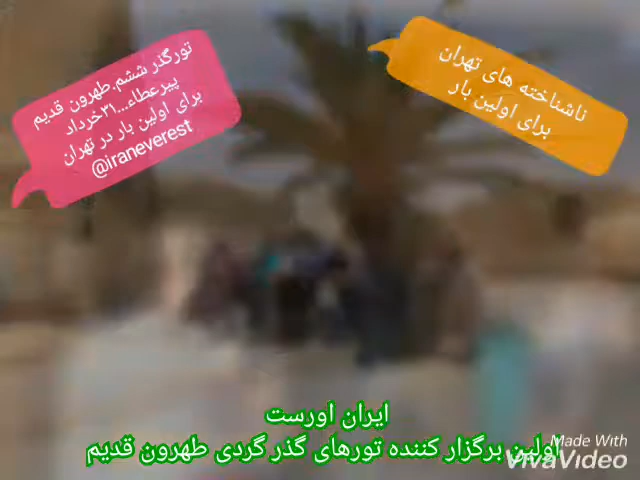 تورگذر ششم.طهرون قدیم
پیرعطاء...۳۱خرداد
برای اولین بار در تهران
@iraneverest
ناشناخته های تهران
برای اولین بار
ایران اورست
اولین برگزار کننده تورهای گذر گردی طهرون قدیم
Made With
VivaVideo